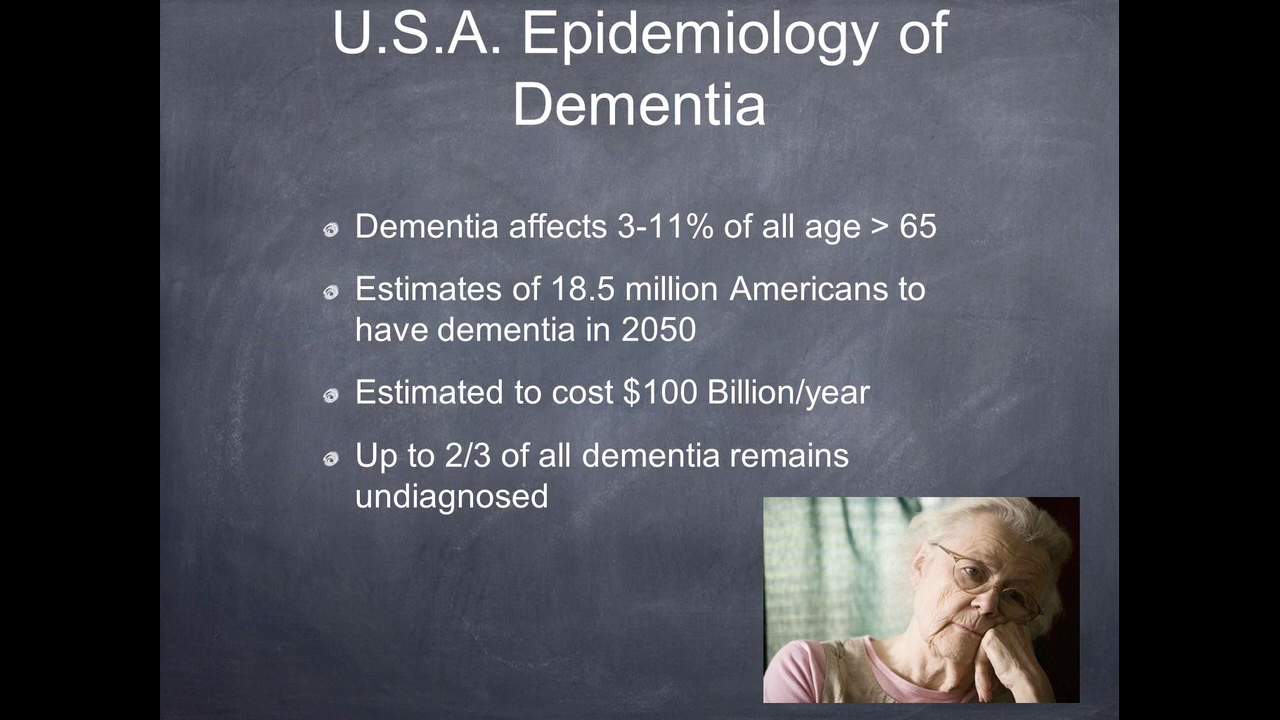 U.S.A. Epidemiology of
Dementia
Dementia affects 3-11% of all age > 65
Estimates of 18.5 million Americans to
have dementia in 2050
Estimated to cost $100 Billion/year
Up to 2/3 of all dementia remains
undiagnosed